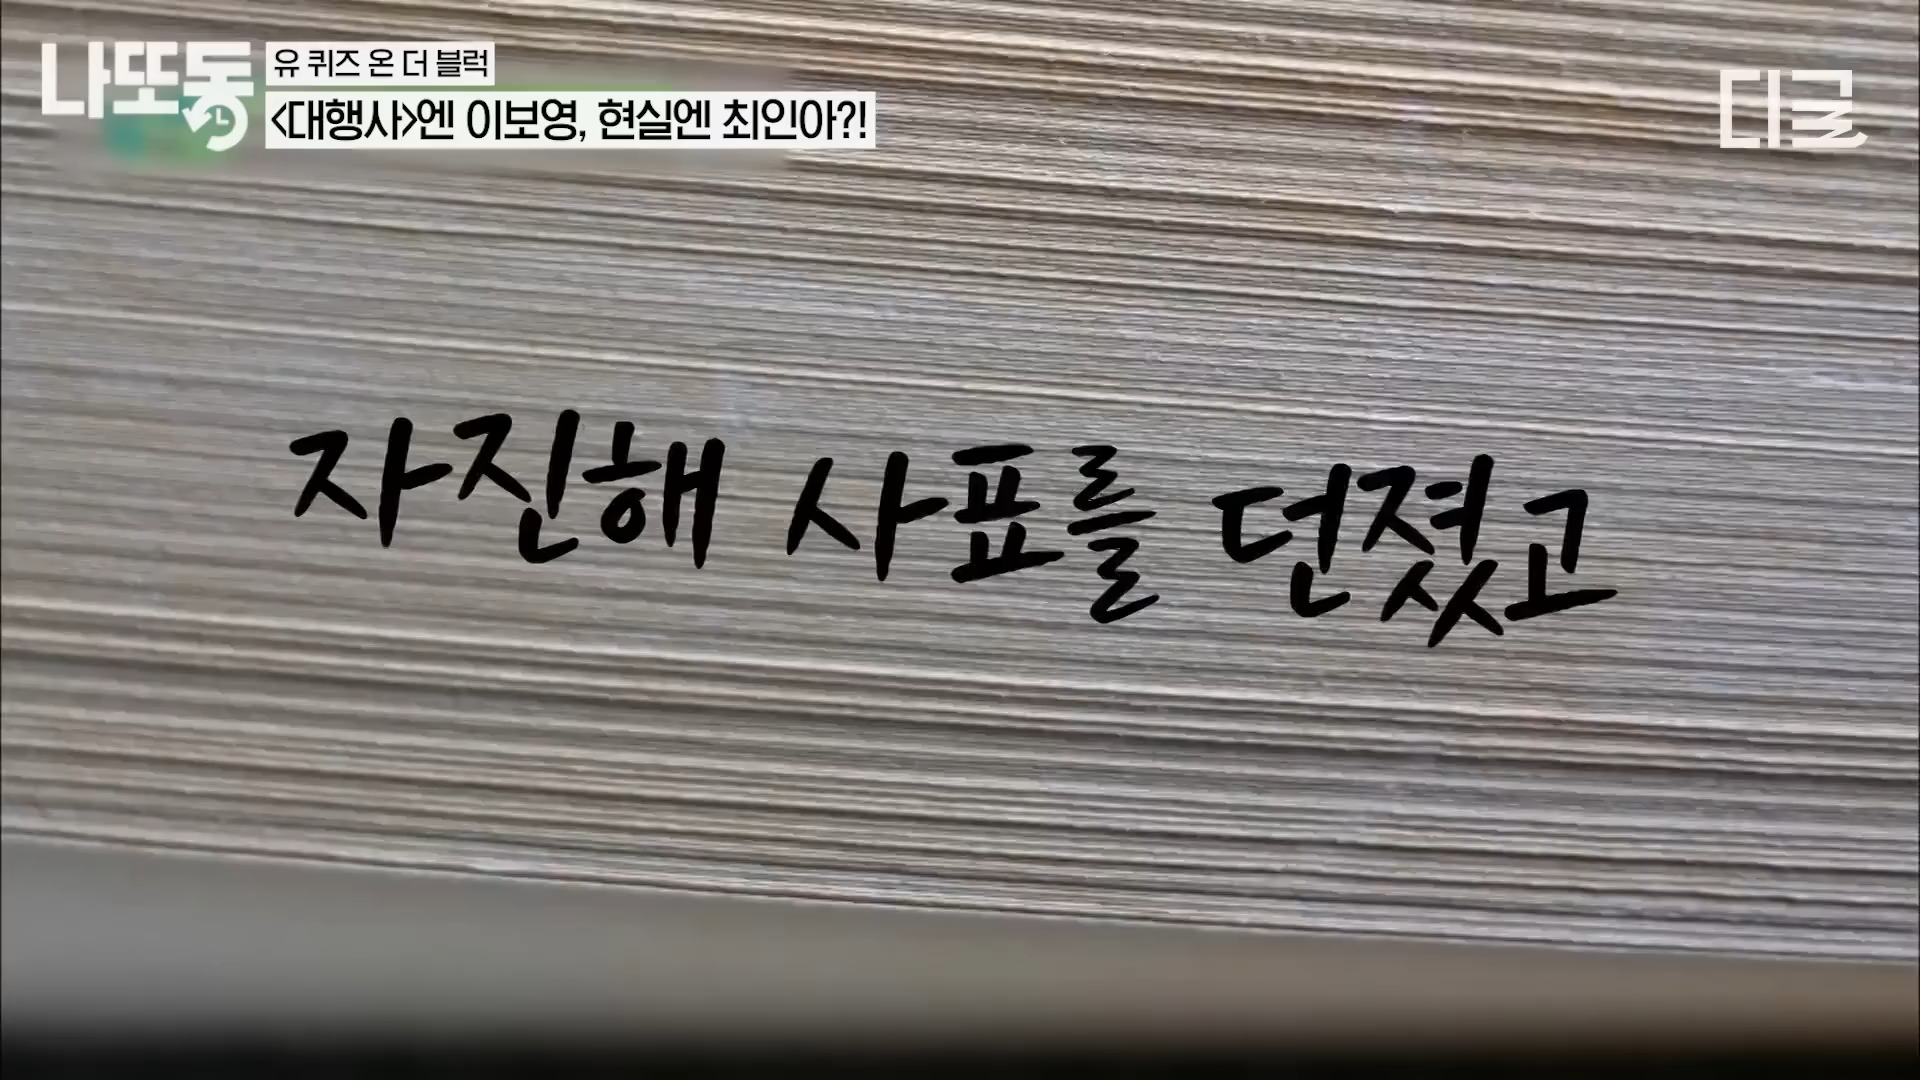 나또동
유 퀴즈 온 더 블럭
<대행사>엔 이보영, 현실엔 최인아?!
디글
자진해 사표를 던졌고